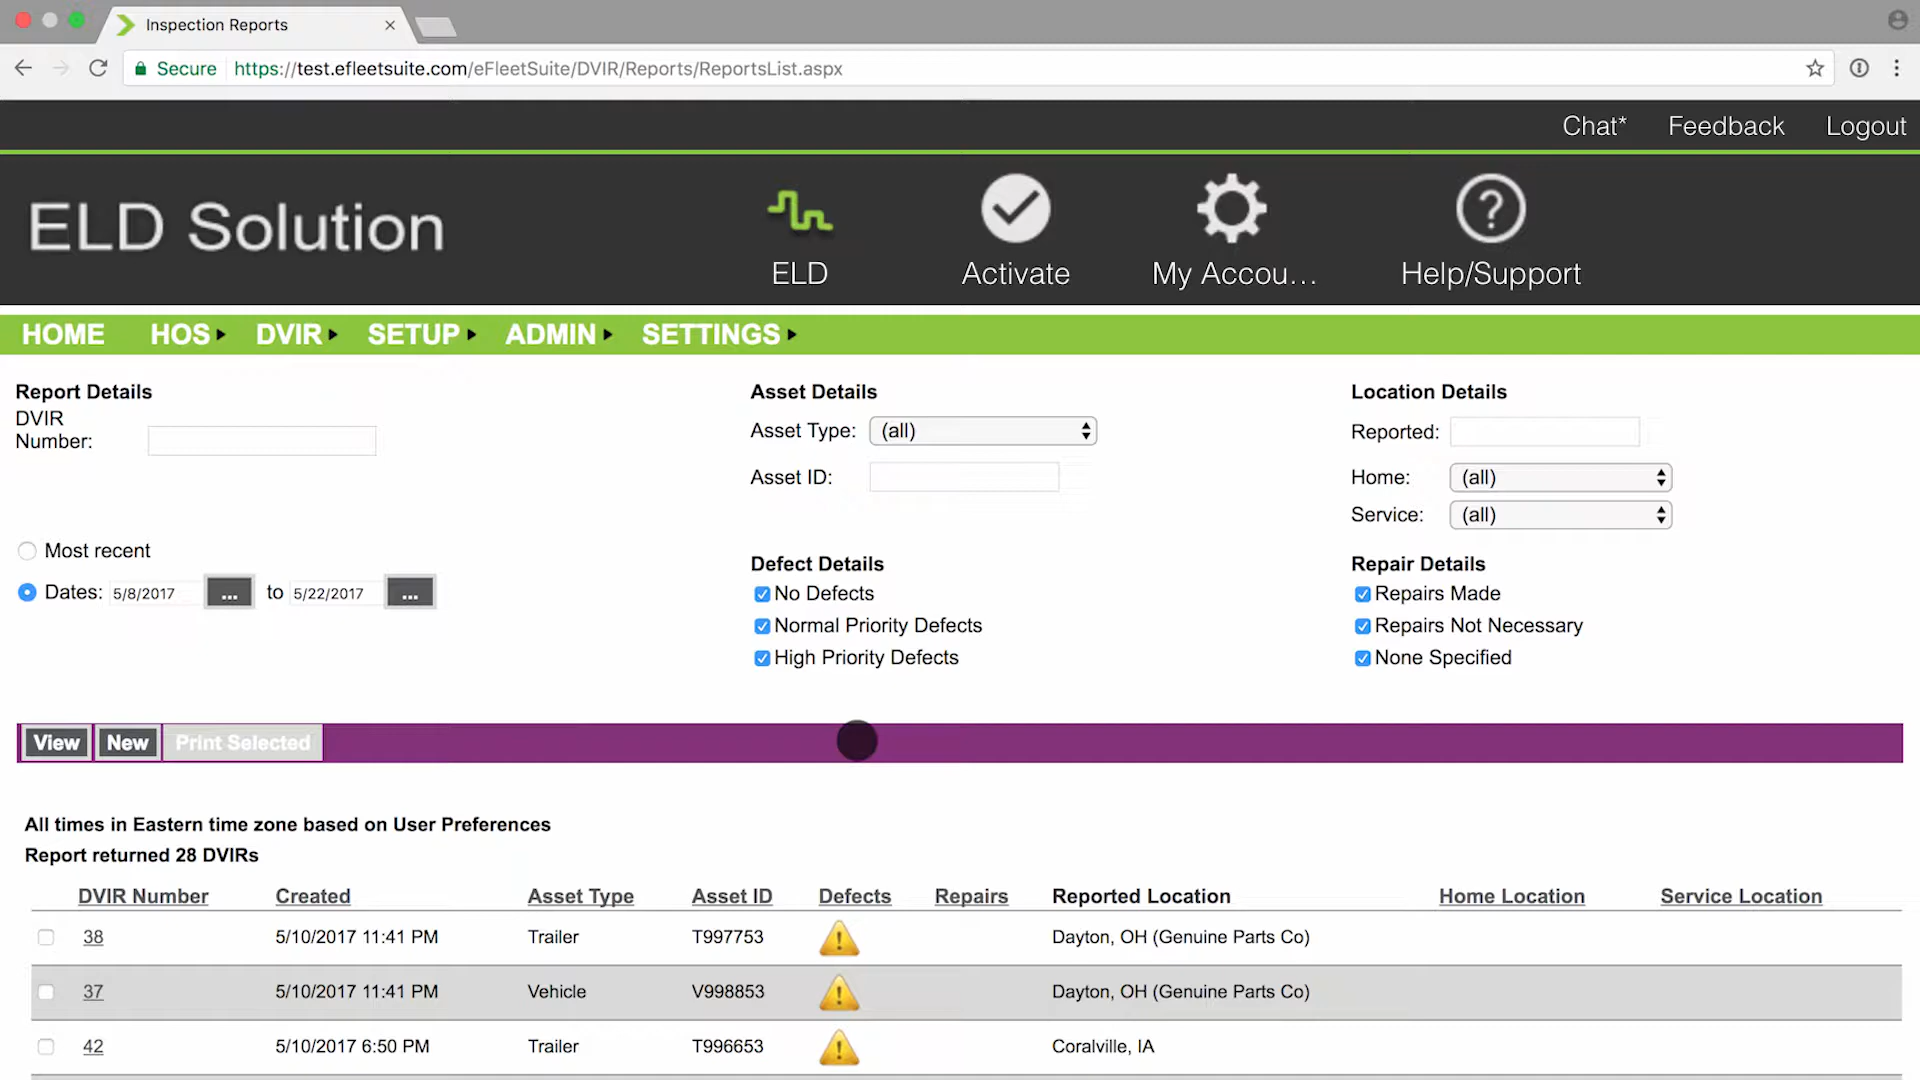 Inspection Reports
Secure https://test.efleetsuite.com/eFleetSuite/DVIR/Reports/ReportsList.aspx
Chat* Feedback Logout
ELD Solution
ELD Activate My Accou... Help/Support
HOME HOS DVIR SETUP ADMIN SETTINGS
Report Details
DVIR
Number:
Most recent
Dates: 5/8/2017 ... to 5/22/2017 ...
Asset Details
Asset Type: (all)
Asset ID:
Defect Details
No Defects
Normal Priority Defects
High Priority Defects
Location Details
Reported:
Home: (all)
Service: (all)
Repair Details
Repairs Made
Repairs Not Necessary
None Specified
View New Print Selected
All times in Eastern time zone based on User Preferences
Report returned 28 DVIRs
DVIR Number Created Asset Type Asset ID Defects Repairs Reported Location Home Location Service Location
38 5/10/2017 11:41 PM Trailer T997753 Dayton, OH (Genuine Parts Co)
37 5/10/2017 11:41 PM Vehicle V998853 Dayton, OH (Genuine Parts Co)
42 5/10/2017 6:50 PM Trailer T996653 Coralville, IA